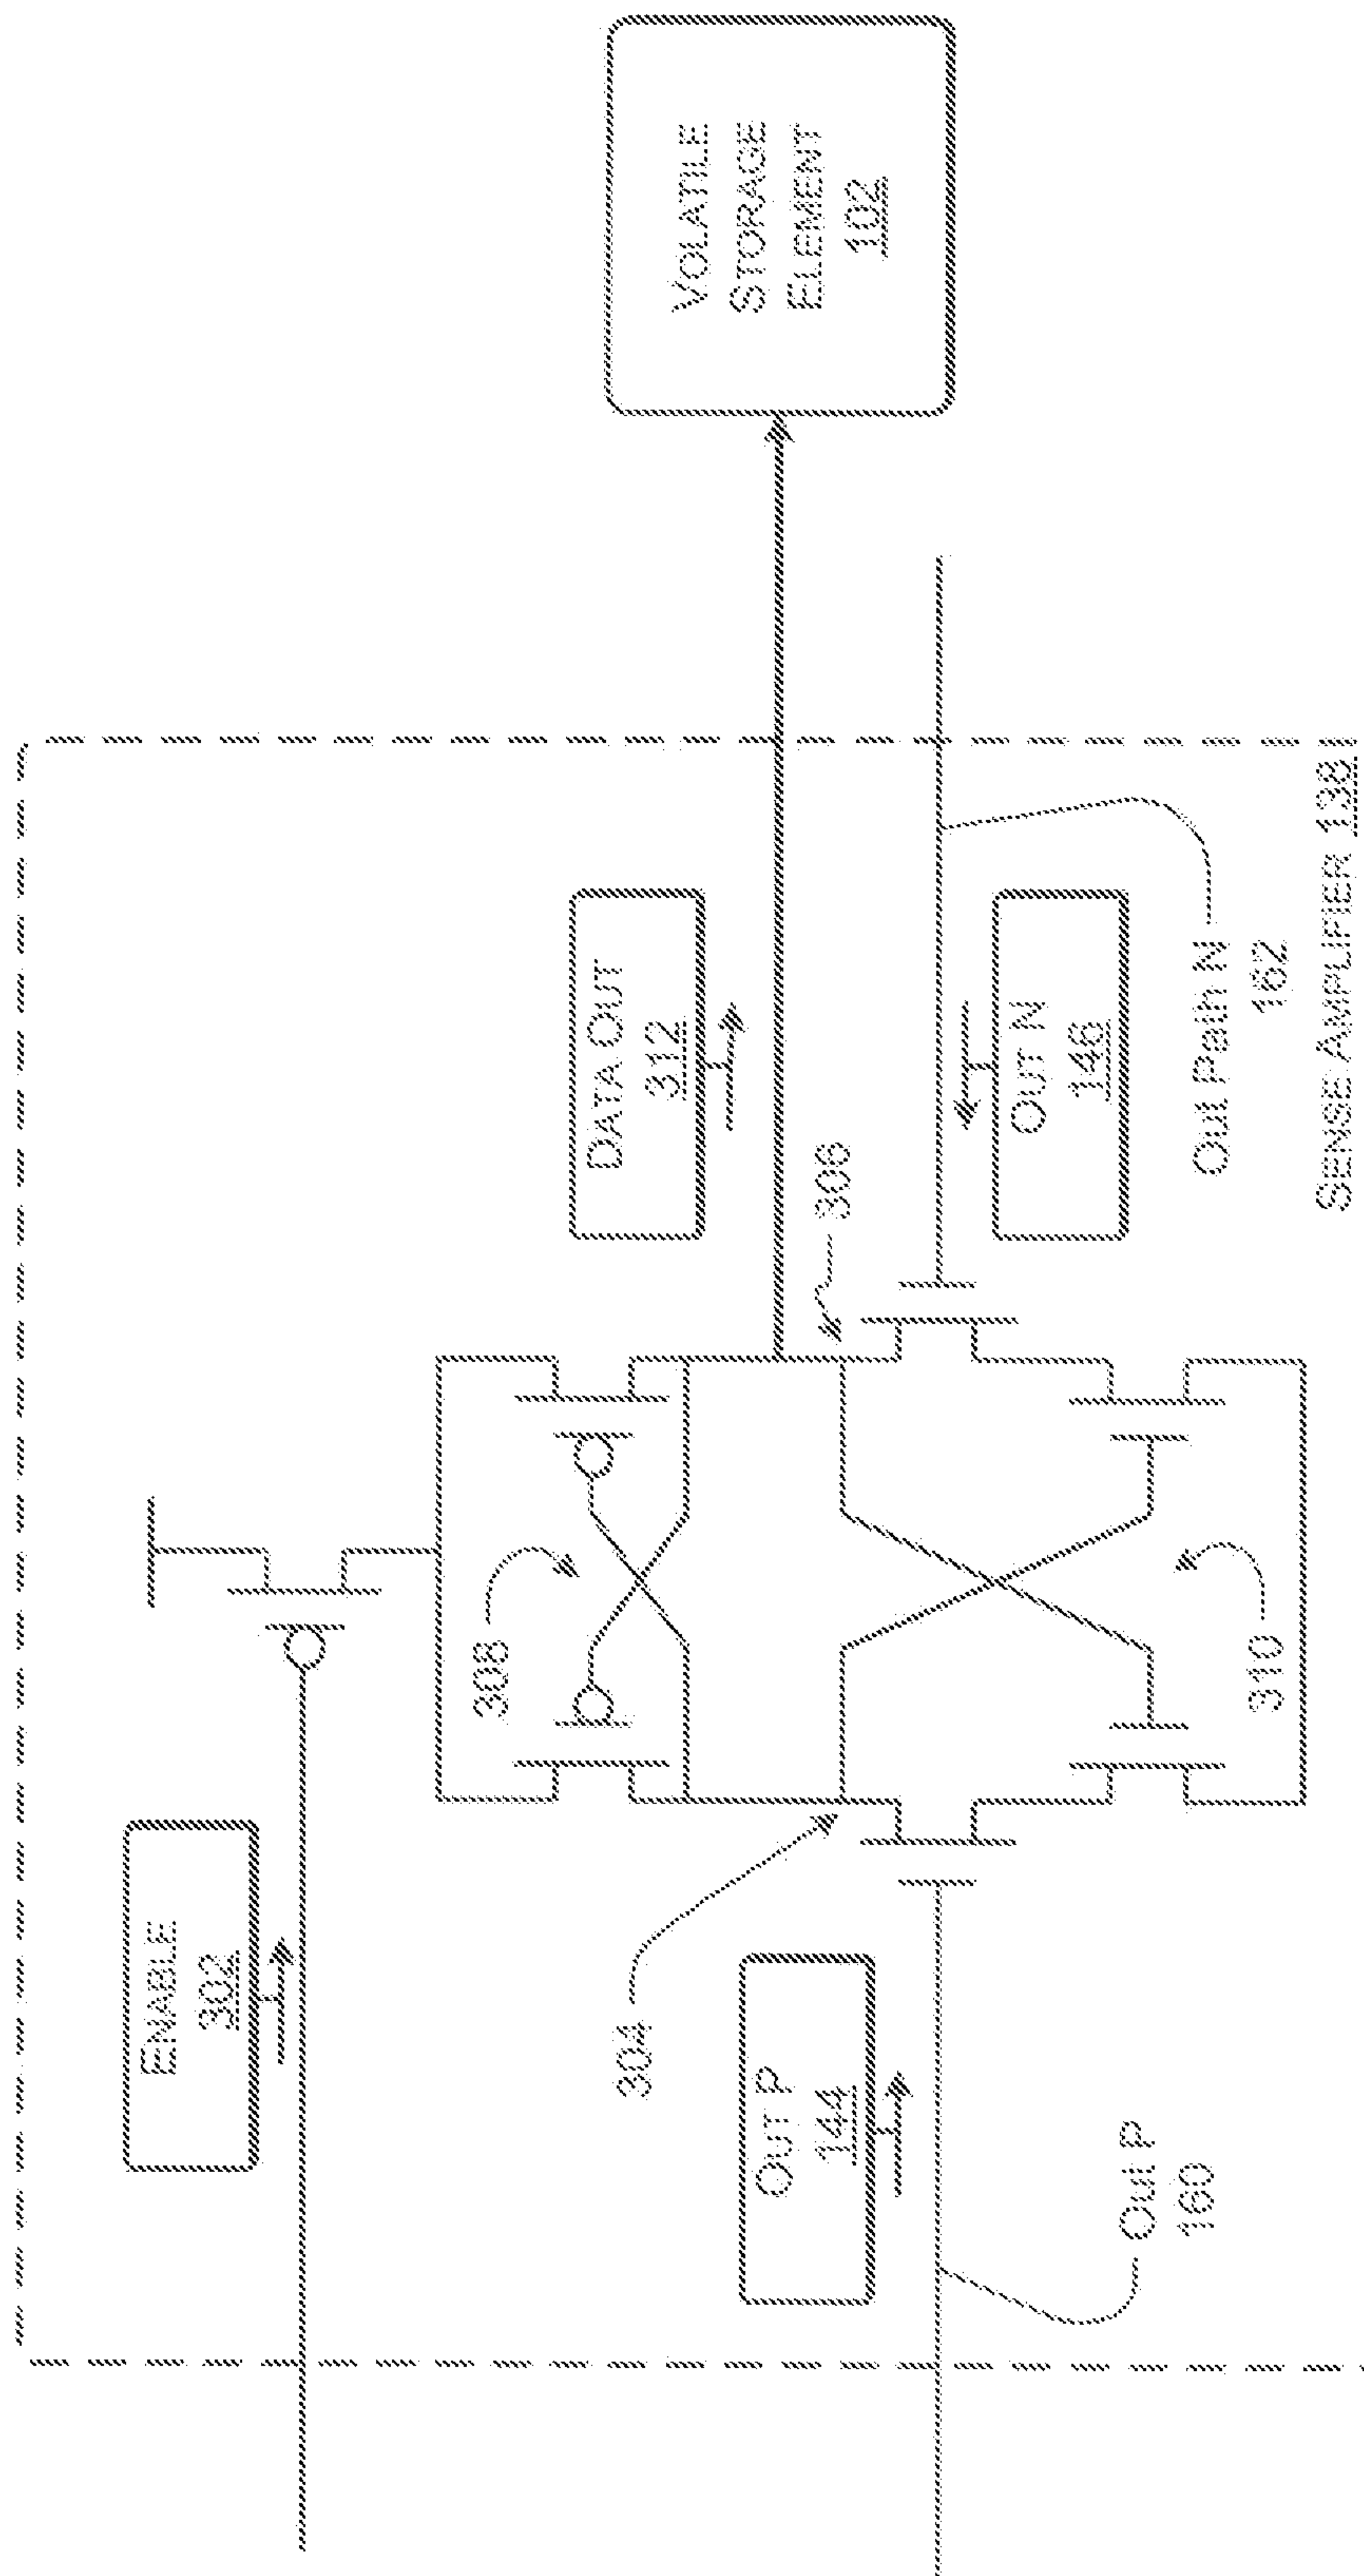 ENABLE
302
308
304
OUT P
144
Out P
160
310
DATA OUT
312
306
OUT N
146
Out Path N
162
SENSE AMPLIFIER 138
VOLATILE
STORAGE
ELEMENT
102